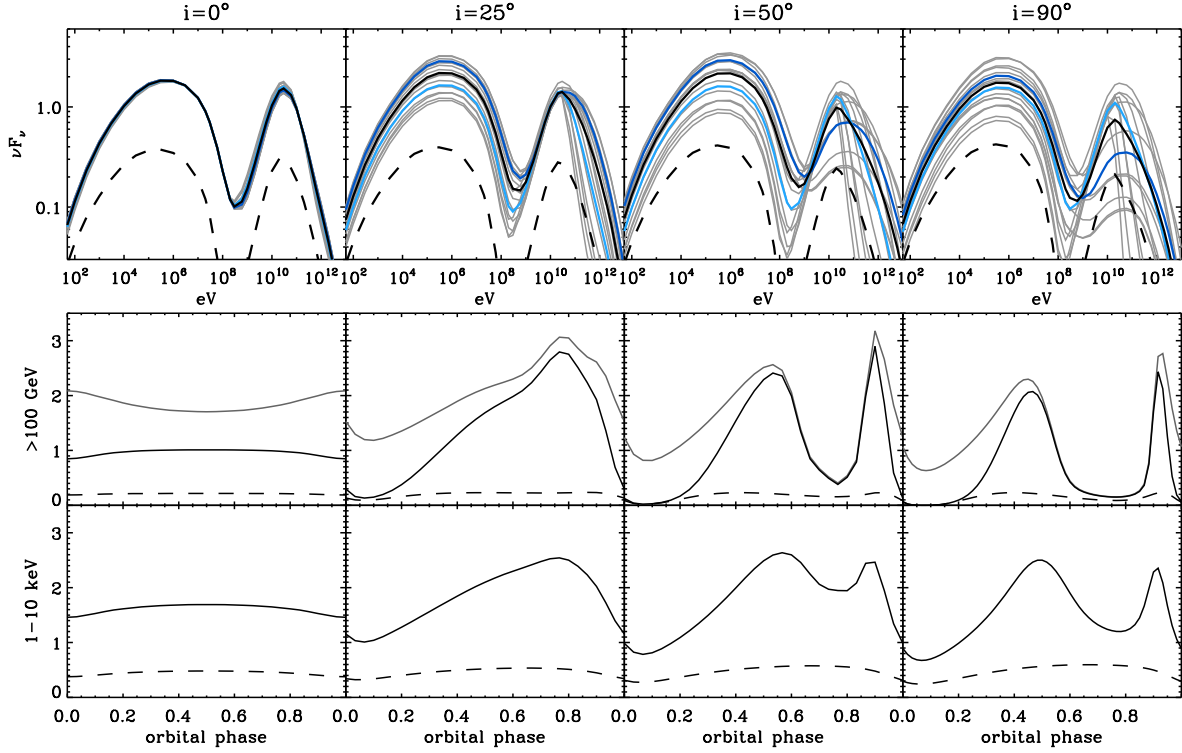 i=0° i=25° i=50° i=90°
νFν
1.0
0.1
10² 10⁴ 10⁶ 10⁸ 10¹⁰ 10¹² 10² 10⁴ 10⁶ 10⁸ 10¹⁰ 10¹² 10² 10⁴ 10⁶ 10⁸ 10¹⁰ 10¹² 10² 10⁴ 10⁶ 10⁸ 10¹⁰ 10¹²
eV eV eV eV
>100 GeV
3
2
1
0
1−10 keV
3
2
1
0
0.0 0.2 0.4 0.6 0.8 0.0 0.2 0.4 0.6 0.8 0.0 0.2 0.4 0.6 0.8 0.0 0.2 0.4 0.6 0.8
orbital phase orbital phase orbital phase orbital phase